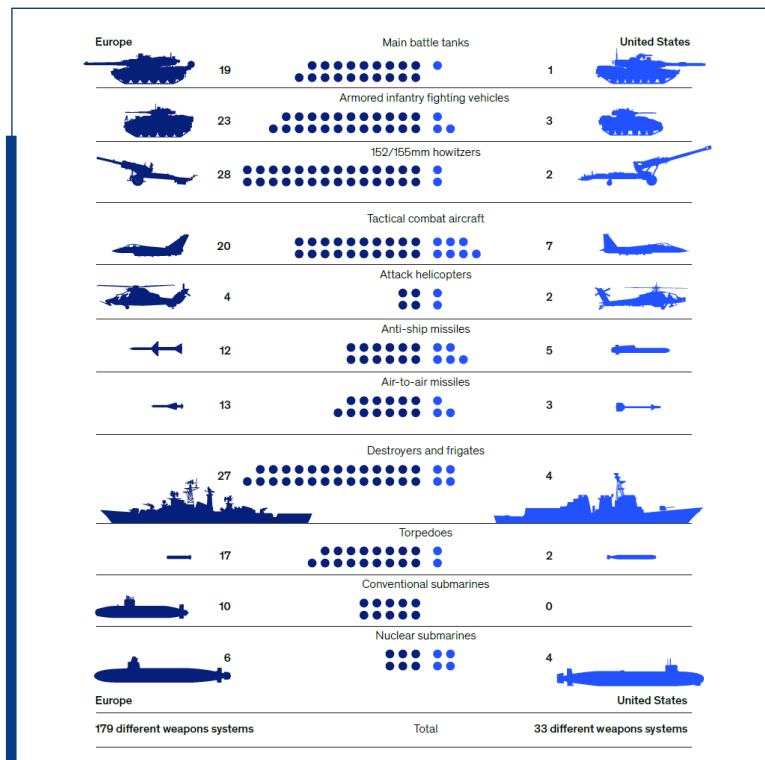 Europe Main battle tanks United States
19 1
Armored infantry fighting vehicles
23 3
152/155mm howitzers
28 2
Tactical combat aircraft
20 7
Attack helicopters
4 2
Anti-ship missiles
12 5
Air-to-air missiles
13 3
Destroyers and frigates
27 4
Torpedoes
17 2
Conventional submarines
10 0
Nuclear submarines
6 4
Europe United States
179 different weapons systems Total 33 different weapons systems